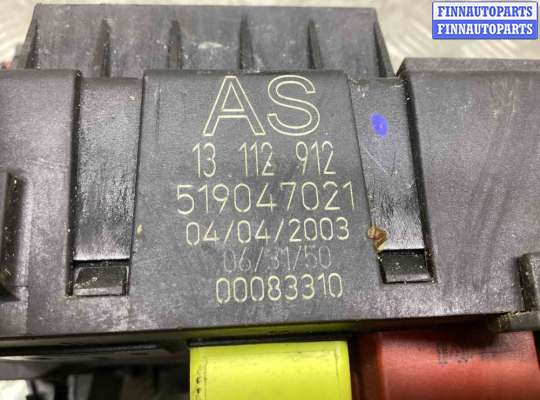 FINNAUTOPARTS
FINNAUTOPARTS
AS
13 112 912
519047021
04/04/2003
06/31/50
00083310